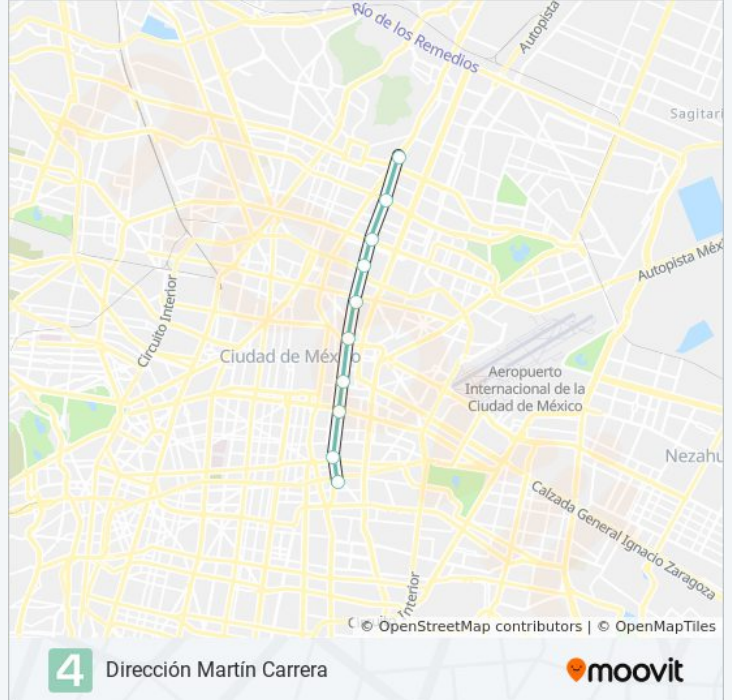 Río de los Remedios
Autopista
Sagitari
Autopista Méx
Circuito Interior
Ciudad de México
Aeropuerto
Internacional de la
Ciudad de México
Nezahu
Calzada General Ignacio Zaragoza
Interior
© OpenStreetMap contributors | © OpenMapTiles
4 Dirección Martín Carrera
moovit